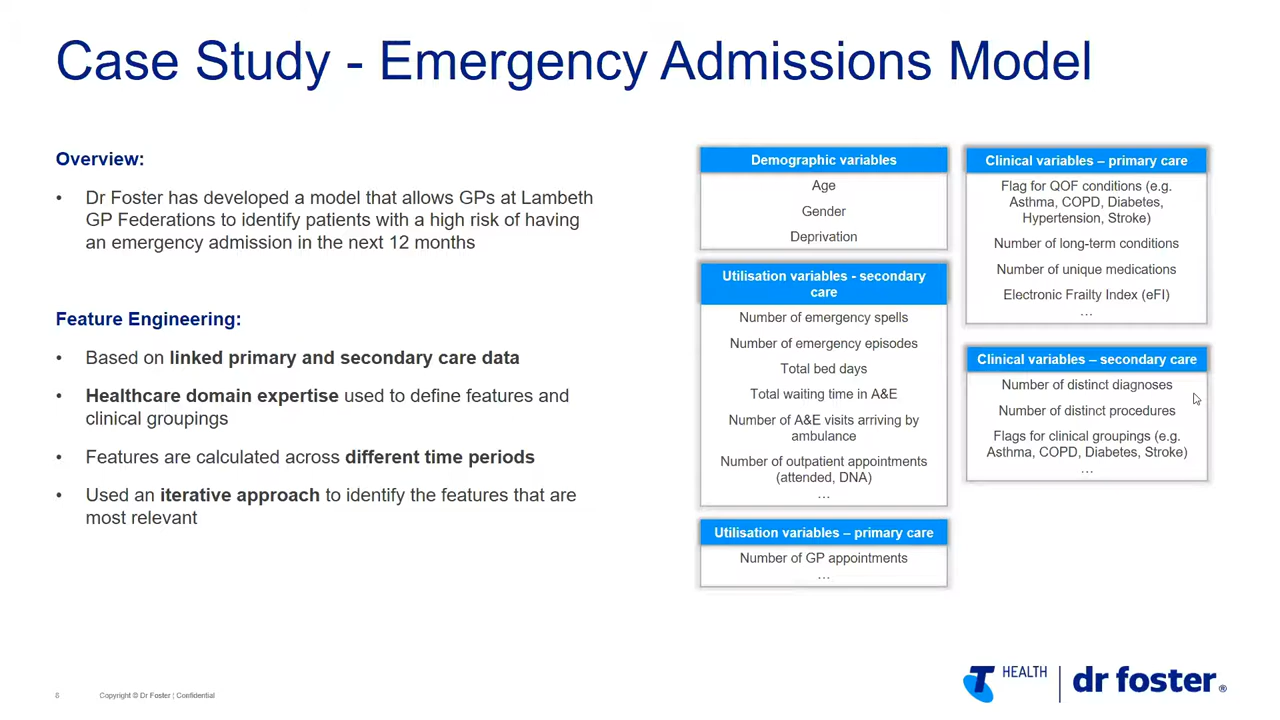 Case Study - Emergency Admissions Model
Overview:
• Dr Foster has developed a model that allows GPs at Lambeth
GP Federations to identify patients with a high risk of having
an emergency admission in the next 12 months
Feature Engineering:
• Based on linked primary and secondary care data
• Healthcare domain expertise used to define features and
clinical groupings
• Features are calculated across different time periods
• Used an iterative approach to identify the features that are
most relevant
Demographic variables
Age
Gender
Deprivation
Utilisation variables - secondary
care
Number of emergency spells
Number of emergency episodes
Total bed days
Total waiting time in A&E
Number of A&E visits arriving by
ambulance
Number of outpatient appointments
(attended, DNA)
...
Utilisation variables – primary care
Number of GP appointments
...
Clinical variables – primary care
Flag for QOF conditions (e.g.
Asthma, COPD, Diabetes,
Hypertension, Stroke)
Number of long-term conditions
Number of unique medications
Electronic Frailty Index (eFI)
...
Clinical variables – secondary care
Number of distinct diagnoses
Number of distinct procedures
Flags for clinical groupings (e.g.
Asthma, COPD, Diabetes, Stroke)
...
Copyright © Dr Foster | Confidential
T HEALTH | dr foster®